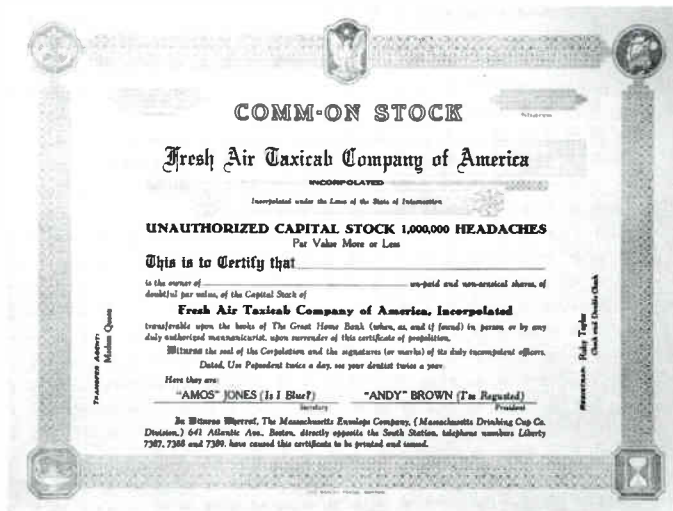 COMM-ON STOCK
Fresh Air Taxicab Company of America
INCORPOLATED
Incorpolated under the Laws of the State of Intoxication
UNAUTHORIZED CAPITAL STOCK 1,000,000 HEADACHES
Par Value More or Less
This is to Certify that
is the owner of un-paid and non-sensical shares, of
doubtful par value, of the Capital Stock of
Fresh Air Taxicab Company of America, Incorpolated
transferable upon the books of The Great Home Bank (when, as, and if found) in person or by any
duly authorized upon surrender of this certificate of propolition.
Witness the seal of the Corpolation and the signatures (or marks) of its duly incompetent officers.
Dated, Use Pepsodent twice a day, see your dentist twice a year.
Here they are:
"AMOS" JONES (Is I Blue?) "ANDY" BROWN (I'se Regusted)
Secretary President
In Witness Whereof, The Massachusetts Envelope Company, (Massachusetts Drinking Cup Co.
Division,) 641 Atlantic Ave., Boston, directly opposite the South Station, telephone numbers Liberty
7387, 7388 and 7389, have caused this certificate to be printed and issued.
TRANSFER AGENT:
Madam Queen
REGISTRAR: Ruby Taylor
Check and Double Check